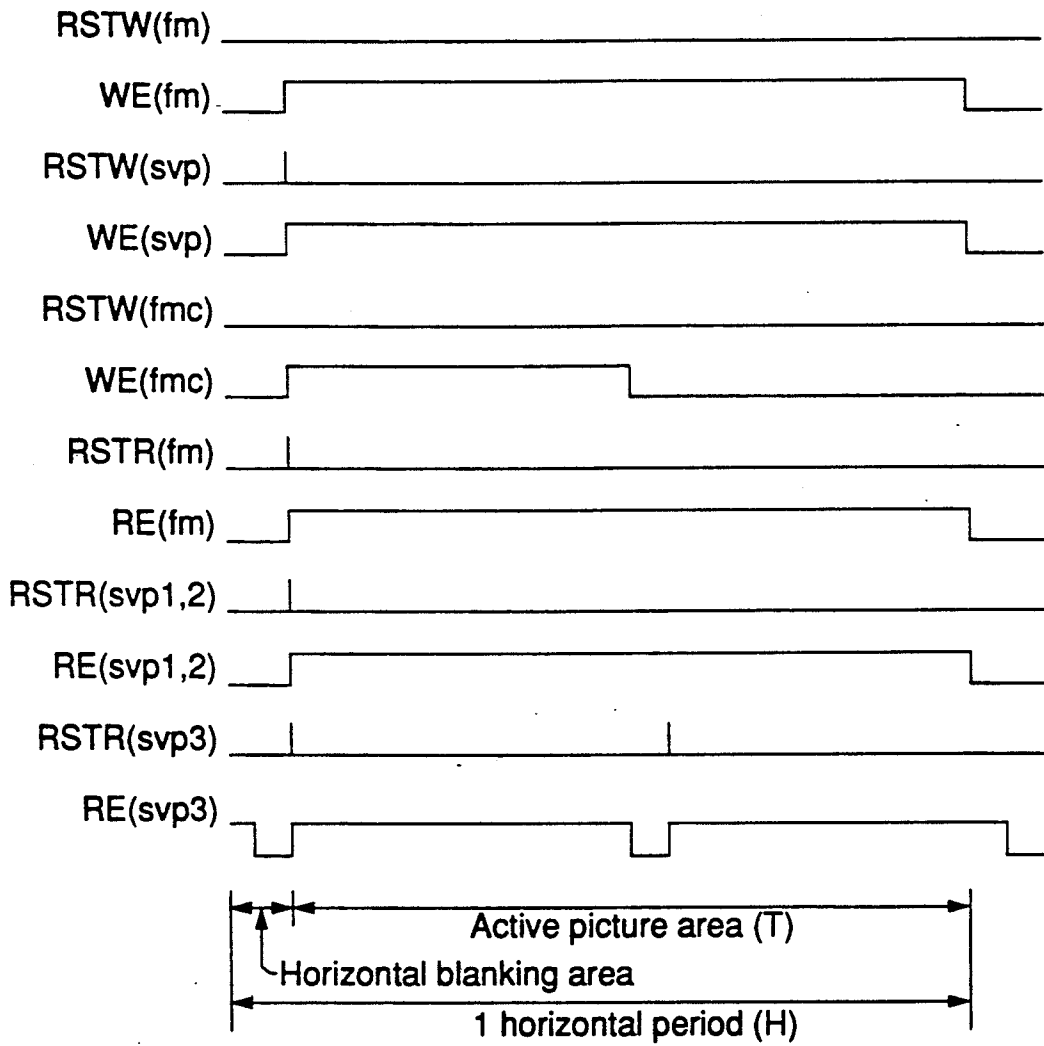 RSTW(fm)
WE(fm)
RSTW(svp)
WE(svp)
RSTW(fmc)
WE(fmc)
RSTR(fm)
RE(fm)
RSTR(svp1,2)
RE(svp1,2)
RSTR(svp3)
RE(svp3)
Active picture area (T)
Horizontal blanking area
1 horizontal period (H)